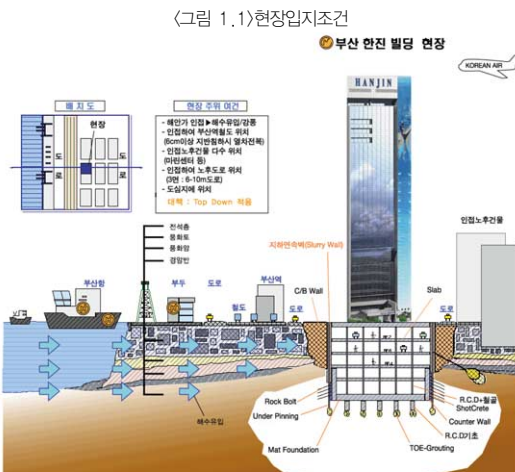 〈그림 1.1〉현장입지조건
부산 한진 빌딩 현장
KOREAN AIR
HANJIN
배 치 도
현장
도로
도로
현장 주위 여건
- 해안가 인접▶해수유입/강풍
- 인접하여 부산역철도 위치
(6cm이상 지반침하시 열차전복)
- 인접노후건물 다수 위치
(마린센터 등)
- 인접하여 노후도로 위치
(3면 : 6-10m도로)
- 도심지에 위치
대책 : Top Down 적용
전석층
풍화토
풍화암
경암반
인접노후건물
지하연속벽(Slurry Wall)
C/B Wall
Slab
부산항
부두
도로
철도
부산역
도로
도로
해수유입
Rock Bolt
Under Pinning
Mat Foundation
R.C.D+철골
ShotCrete
Counter Wall
R.C.D기초
TOE-Grouting